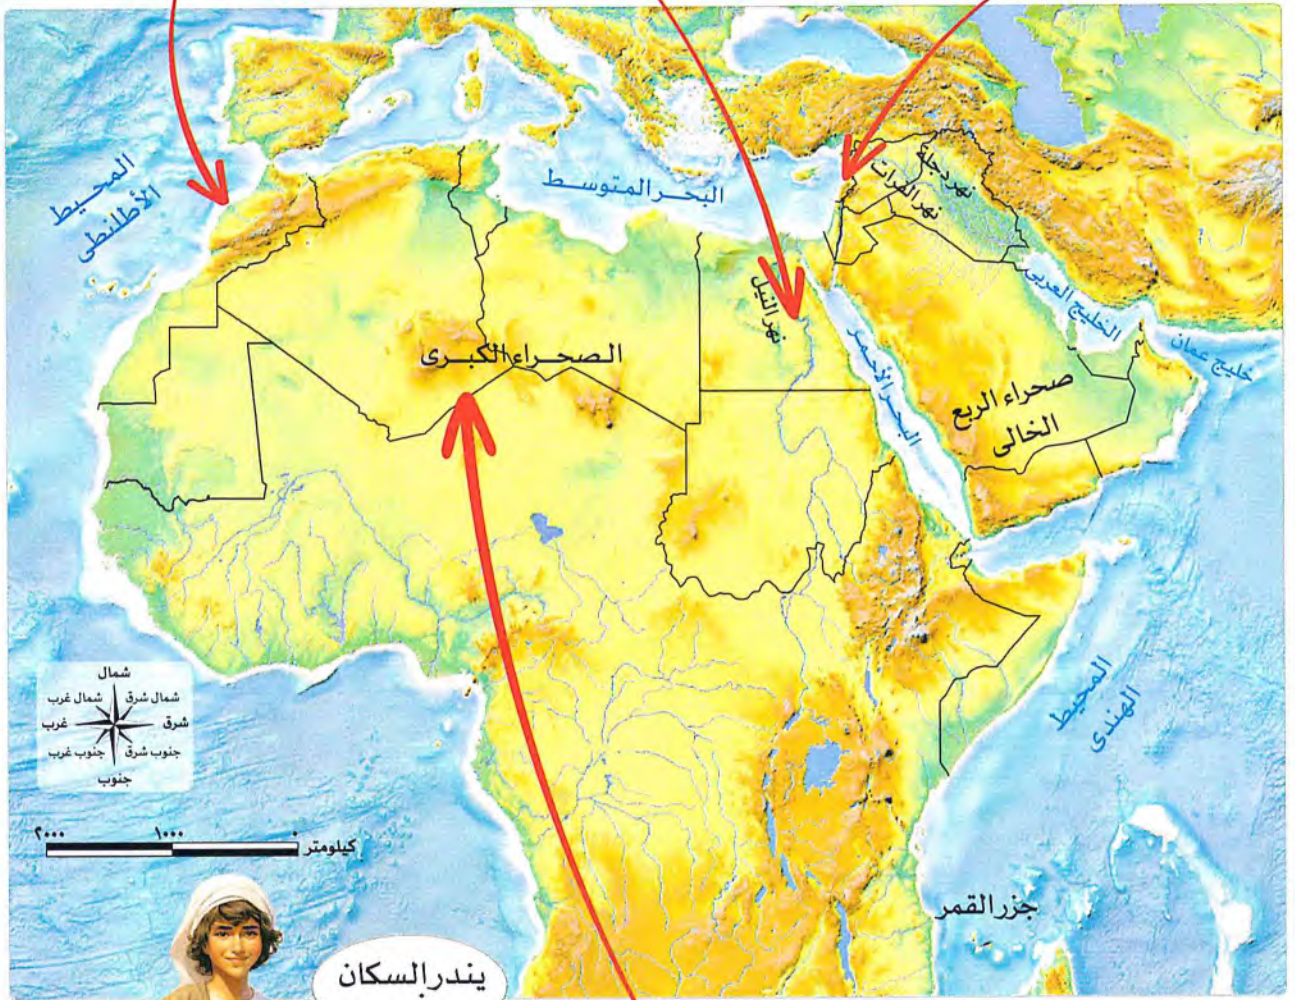 المحيط
الأطلنطى
البحر المتوسط
نهر دجلة
نهر الفرات
نهر النيل
الخليج العربى
خليج عمان
البحر الأحمر
الصحراء الكبرى
صحراء الربع
الخالى
المحيط
الهندى
شمال
شمال غرب
شمال شرق
غرب
شرق
جنوب غرب
جنوب شرق
جنوب
٢٠٠٠ ١٠٠٠ ٠
كيلومتر
جزر القمر
يندر السكان